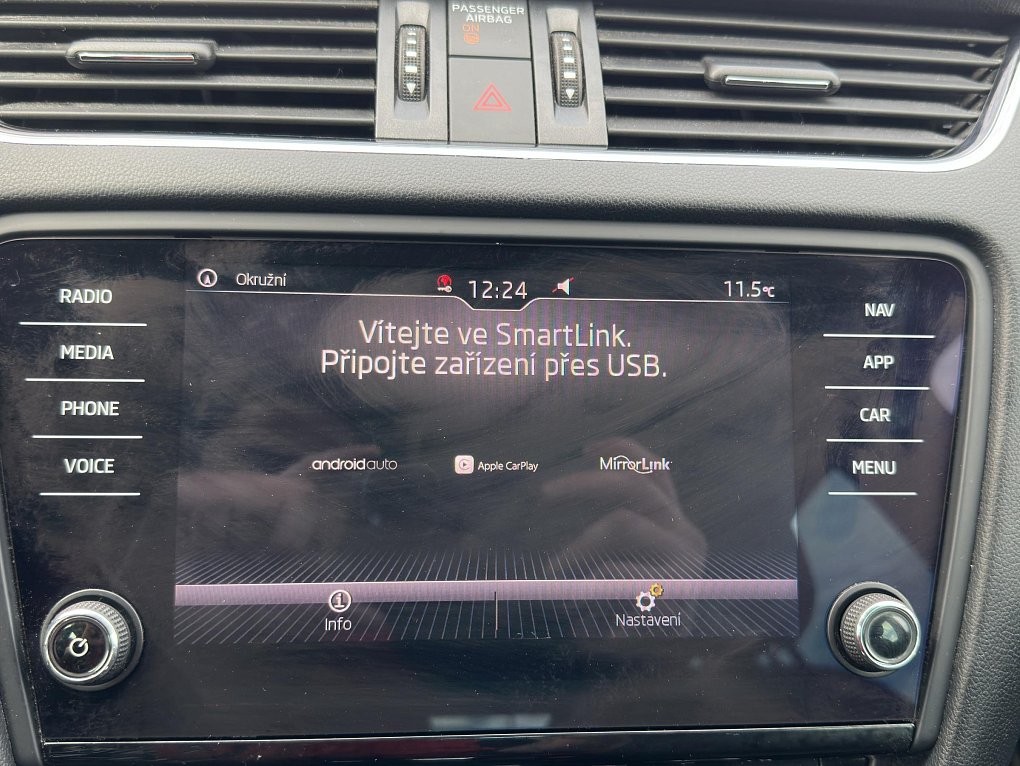 PASSENGER
AIRBAG
ON
Okružní
12:24
11.5°C
RADIO
MEDIA
PHONE
VOICE
Vítejte ve SmartLink.
Připojte zařízení přes USB.
androidauto
Apple CarPlay
MirrorLink
Info
Nastavení
NAV
APP
CAR
MENU